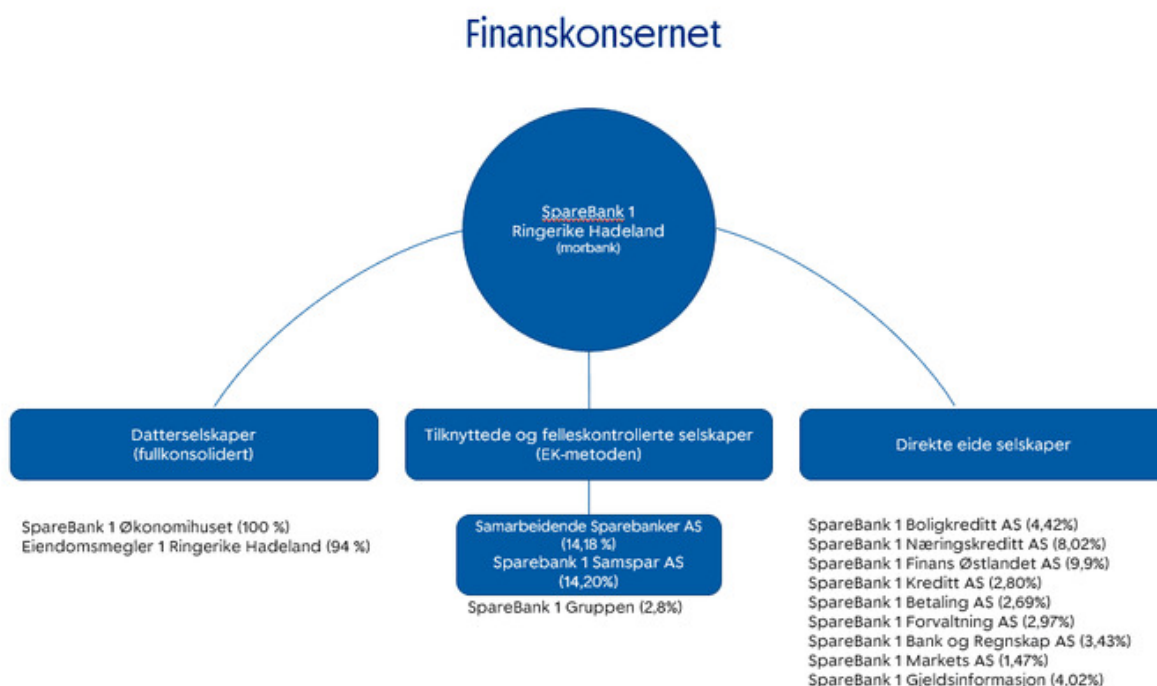 Finanskonsernet
SpareBank 1
Ringerike Hadeland
(morbank)
Datterselskaper
(fullkonsolidert)
Tilknyttede og felleskontrollerte selskaper
(EK-metoden)
Direkte eide selskaper
SpareBank 1 Økonomihuset (100 %)
Eiendomsmegler 1 Ringerike Hadeland (94 %)
Samarbeidende Sparebanker AS
(14,18 %)
Sparebank 1 Samspar AS
(14,20%)
SpareBank 1 Gruppen (2,8%)
SpareBank 1 Boligkreditt AS (4,42%)
SpareBank 1 Næringskreditt AS (8,02%)
SpareBank 1 Finans Østlandet AS (9,9%)
SpareBank 1 Kreditt AS (2,80%)
SpareBank 1 Betaling AS (2,69%)
SpareBank 1 Forvaltning AS (2,97%)
SpareBank 1 Bank og Regnskap AS (3,43%)
SpareBank 1 Markets AS (1,47%)
SpareBank 1 Gjeldsinformasjon (4,02%)